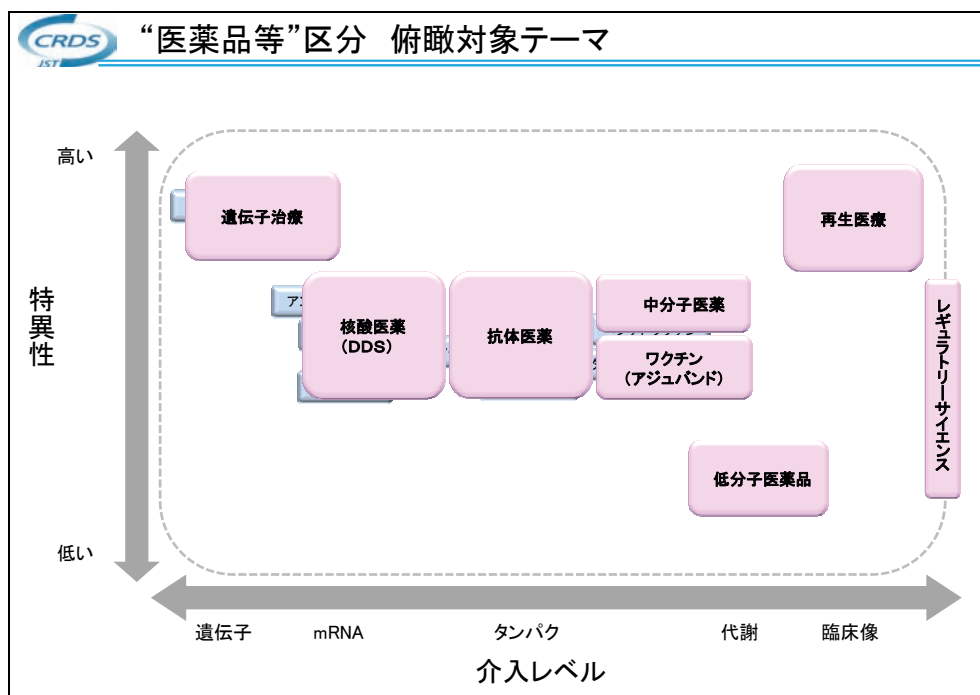 CRDS
JST
“医薬品等”区分 俯瞰対象テーマ
高い
特異性
低い
遺伝子治療
核酸医薬
（DDS）
抗体医薬
中分子医薬
ワクチン
（アジュバンド）
低分子医薬品
再生医療
レギュラトリーサイエンス
遺伝子
mRNA
タンパク
代謝
臨床像
介入レベル